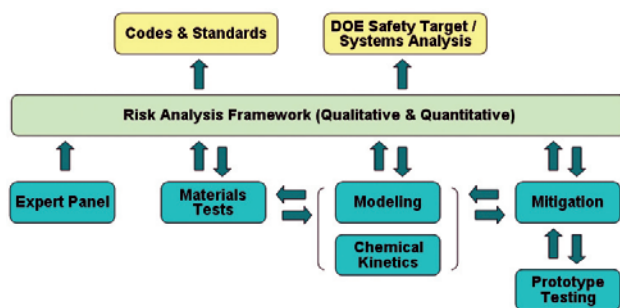 Codes & Standards
DOE Safety Target /
Systems Analysis
Risk Analysis Framework (Qualitative & Quantitative)
Expert Panel
Materials
Tests
Modeling
Mitigation
Chemical
Kinetics
Prototype
Testing